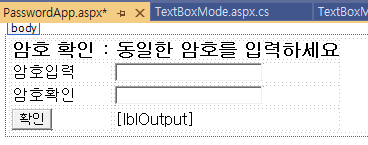 PasswordApp.aspx* TextBoxMode.aspx.cs TextBoxM
body
암호 확인 : 동일한 암호를 입력하세요
암호입력
암호확인
확인 [lblOutput]